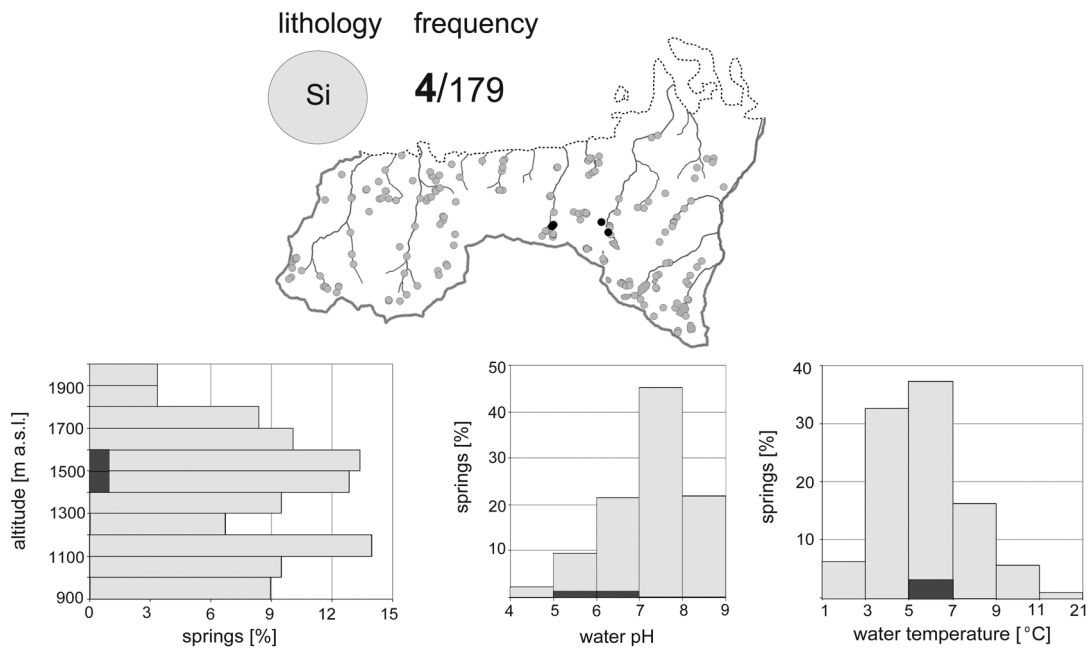 lithology frequency
Si 4/179
altitude [m a.s.l.]
1900
1700
1500
1300
1100
900
0 3 6 9 12 15
springs [%]
springs [%]
50
40
30
20
10
4 5 6 7 8 9
water pH
springs [%]
40
30
20
10
1 3 5 7 9 11 21
water temperature [°C]